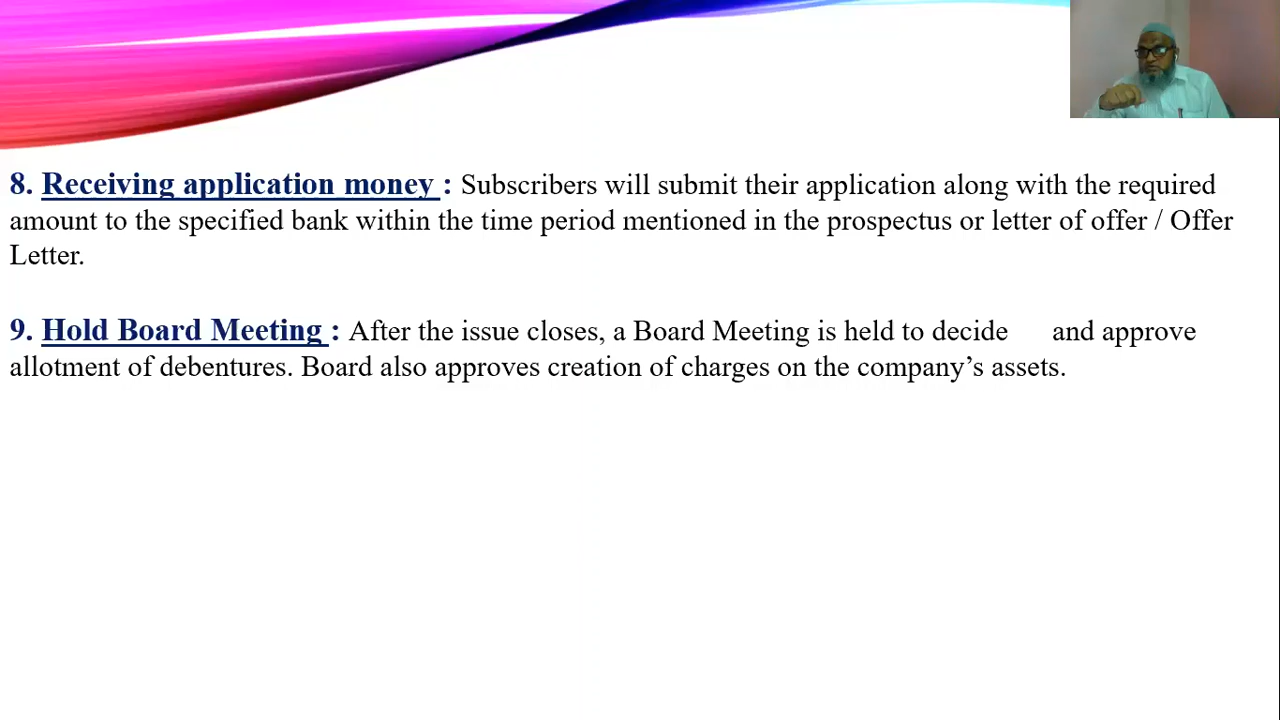 8. Receiving application money : Subscribers will submit their application along with the required
amount to the specified bank within the time period mentioned in the prospectus or letter of offer / Offer
Letter.
9. Hold Board Meeting : After the issue closes, a Board Meeting is held to decide and approve
allotment of debentures. Board also approves creation of charges on the company’s assets.